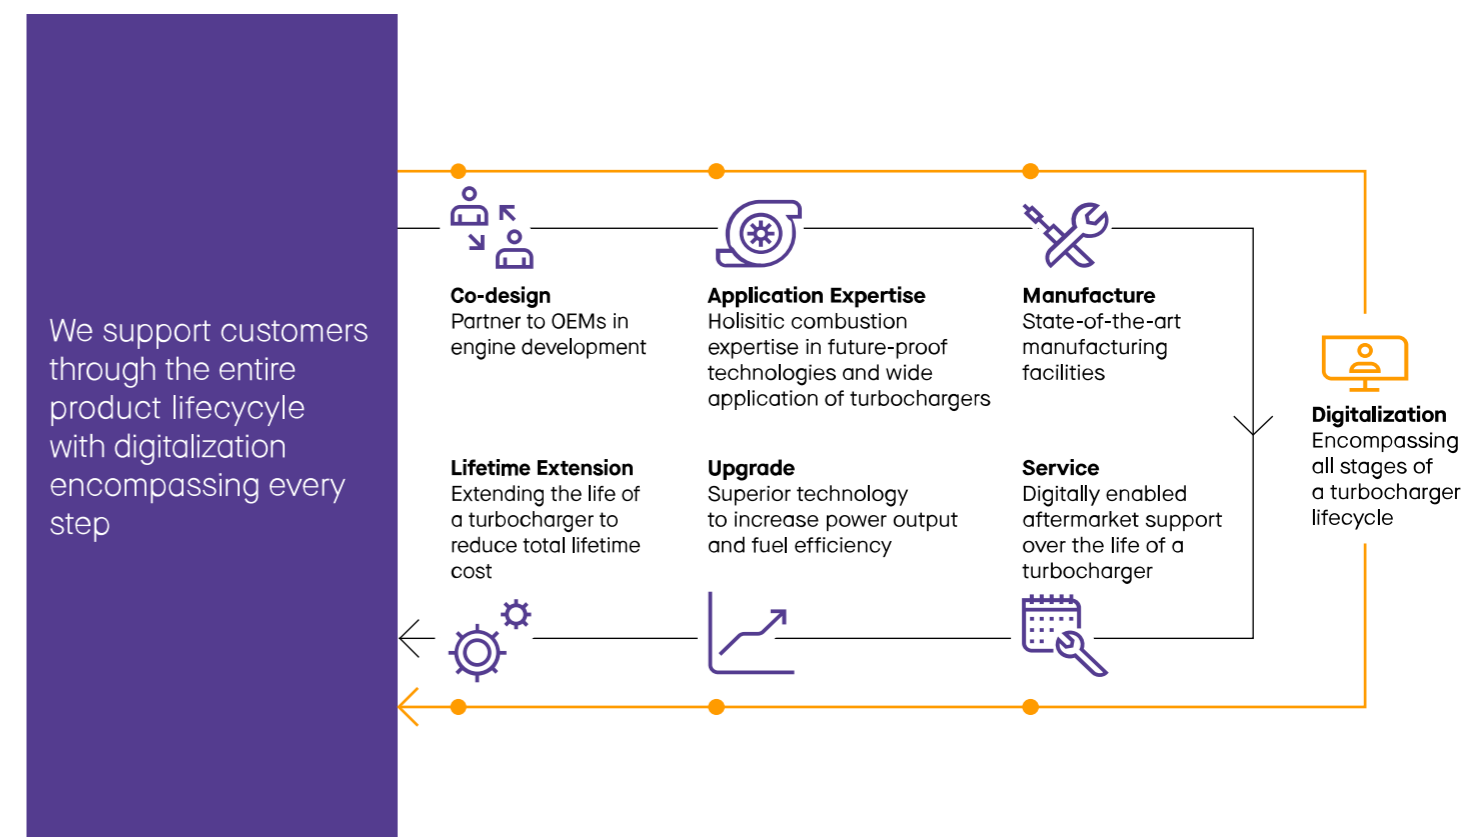 We support customers
through the entire
product lifecycyle
with digitalization
encompassing every
step
Co-design
Partner to OEMs in
engine development
Application Expertise
Holisitic combustion
expertise in future-proof
technologies and wide
application of turbochargers
Manufacture
State-of-the-art
manufacturing
facilities
Digitalization
Encompassing
all stages of
a turbocharger
lifecycle
Lifetime Extension
Extending the life of
a turbocharger to
reduce total lifetime
cost
Upgrade
Superior technology
to increase power output
and fuel efficiency
Service
Digitally enabled
aftermarket support
over the life of a
turbocharger